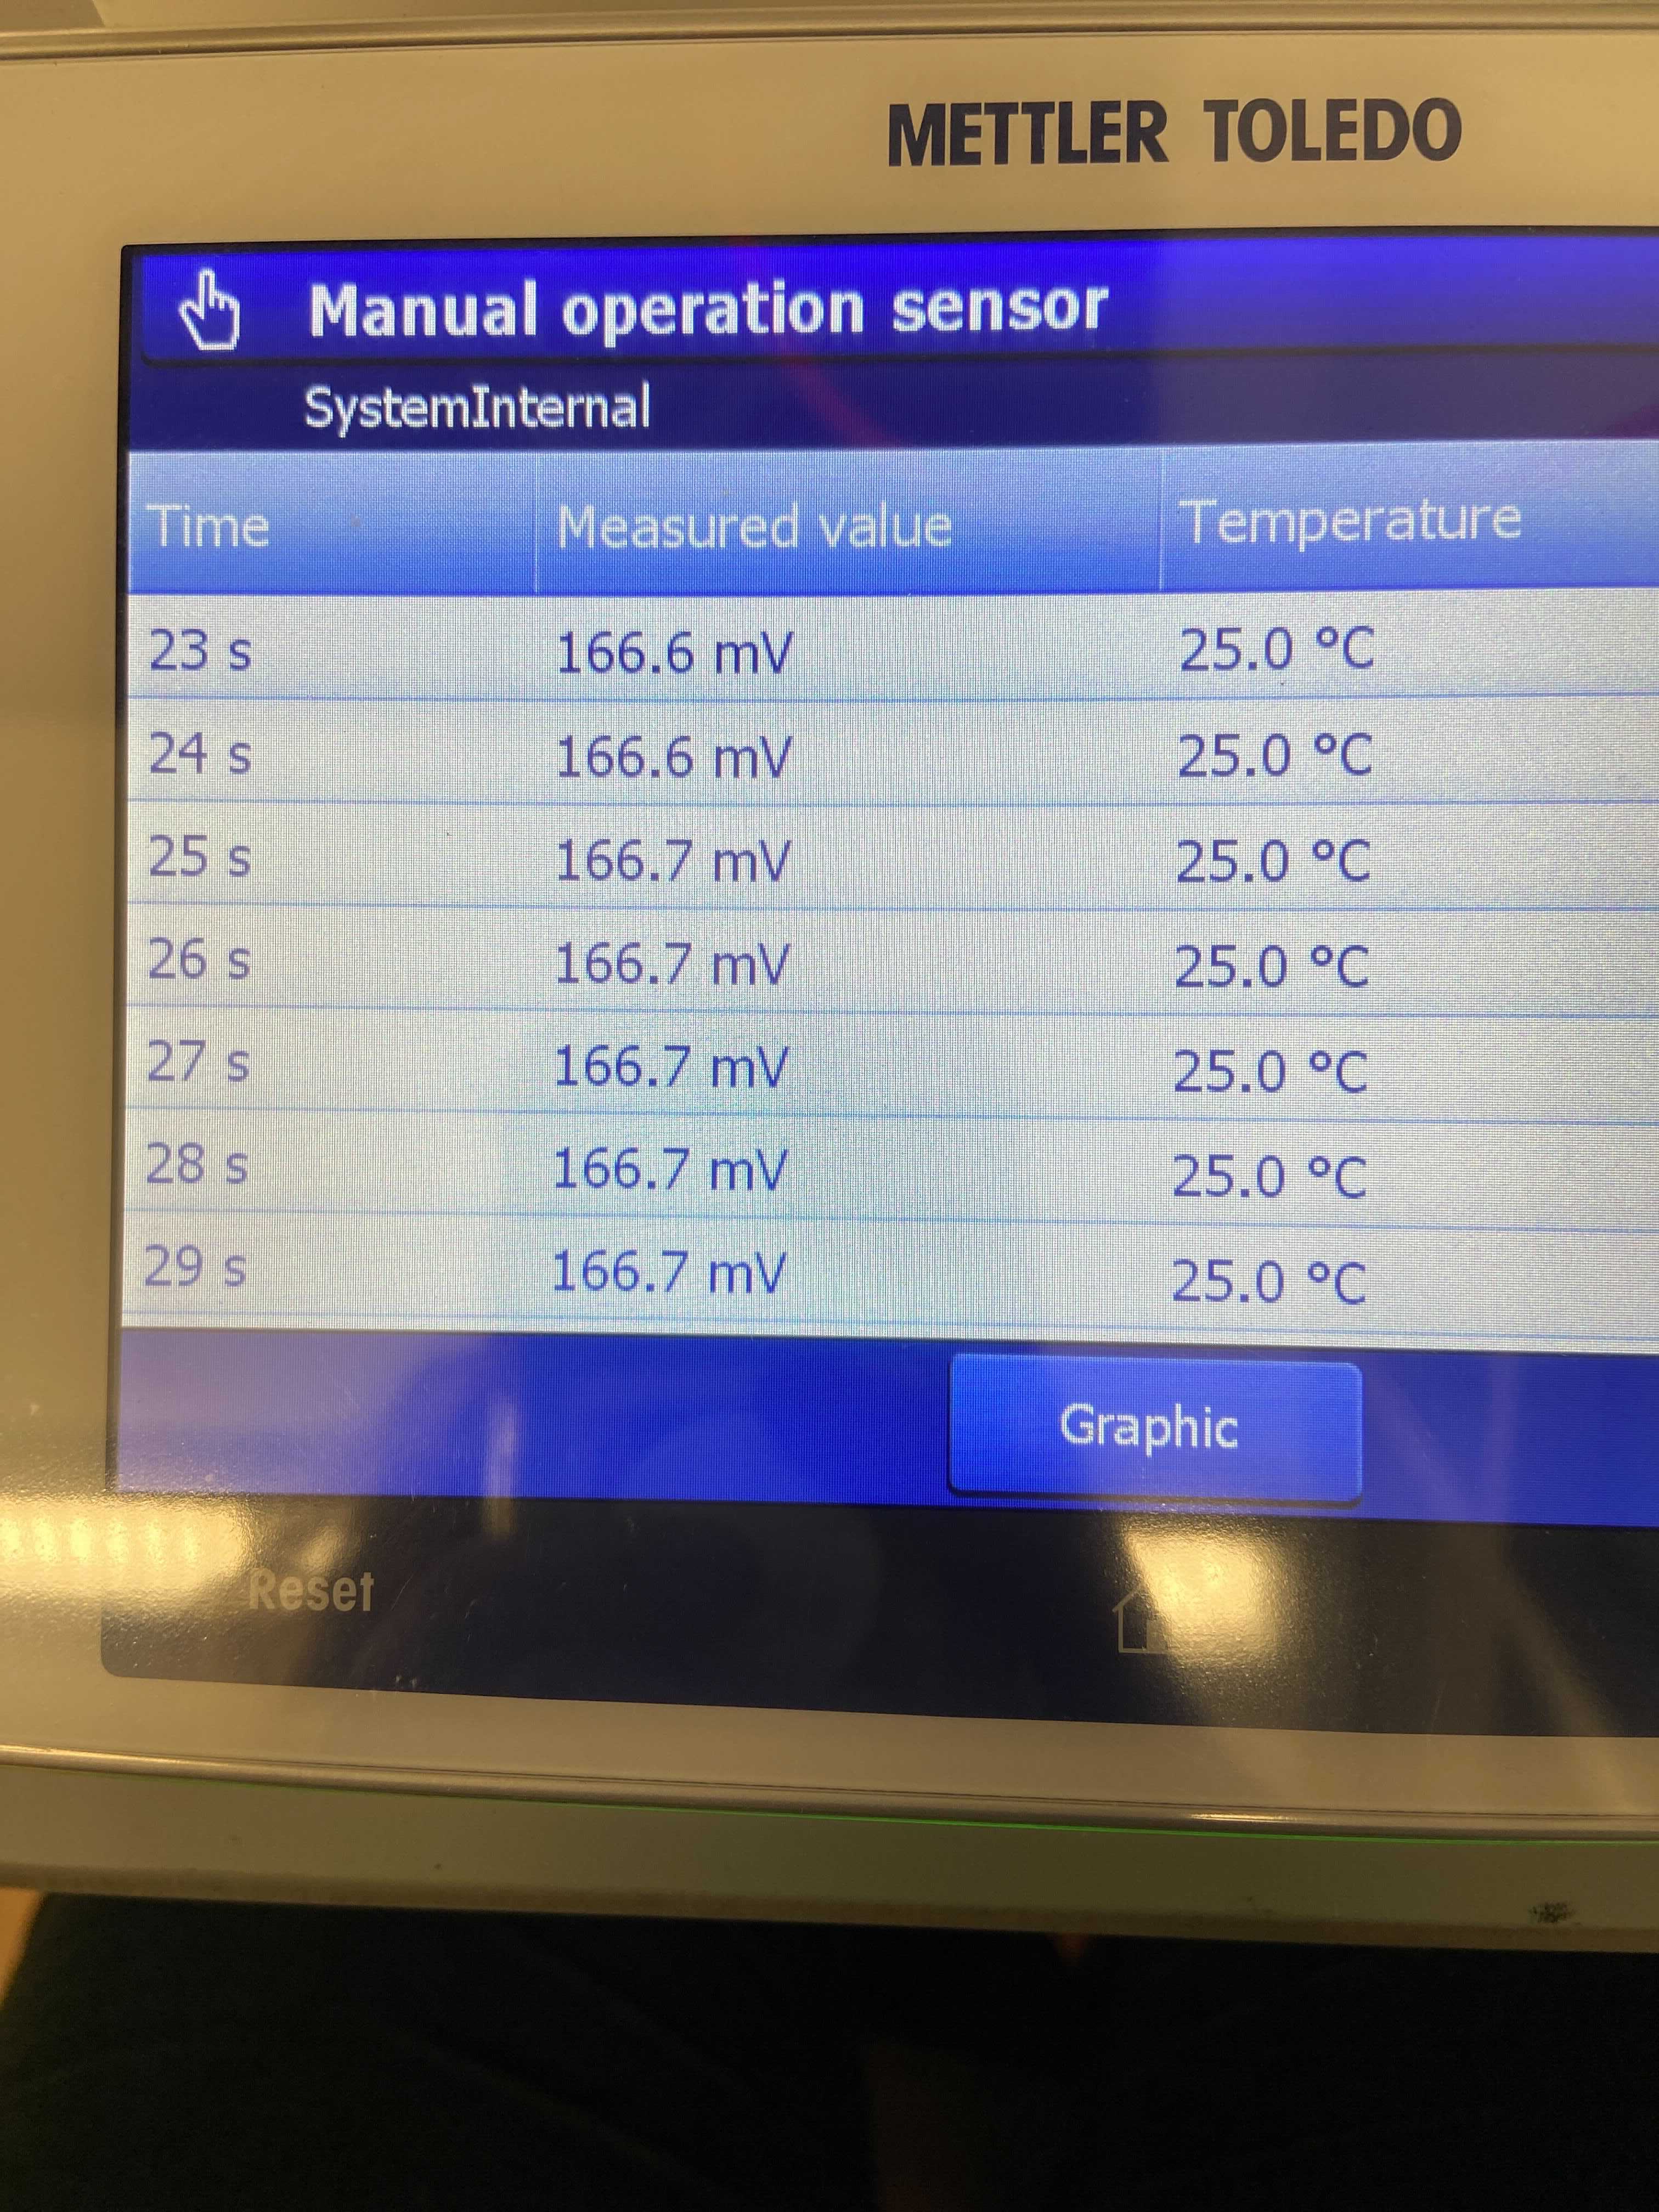 METTLER TOLEDO
Manual operation sensor
SystemInternal
Time Measured value Temperature
23 s 166.6 mV 25.0 °C
24 s 166.6 mV 25.0 °C
25 s 166.7 mV 25.0 °C
26 s 166.7 mV 25.0 °C
27 s 166.7 mV 25.0 °C
28 s 166.7 mV 25.0 °C
29 s 166.7 mV 25.0 °C
Graphic
Reset